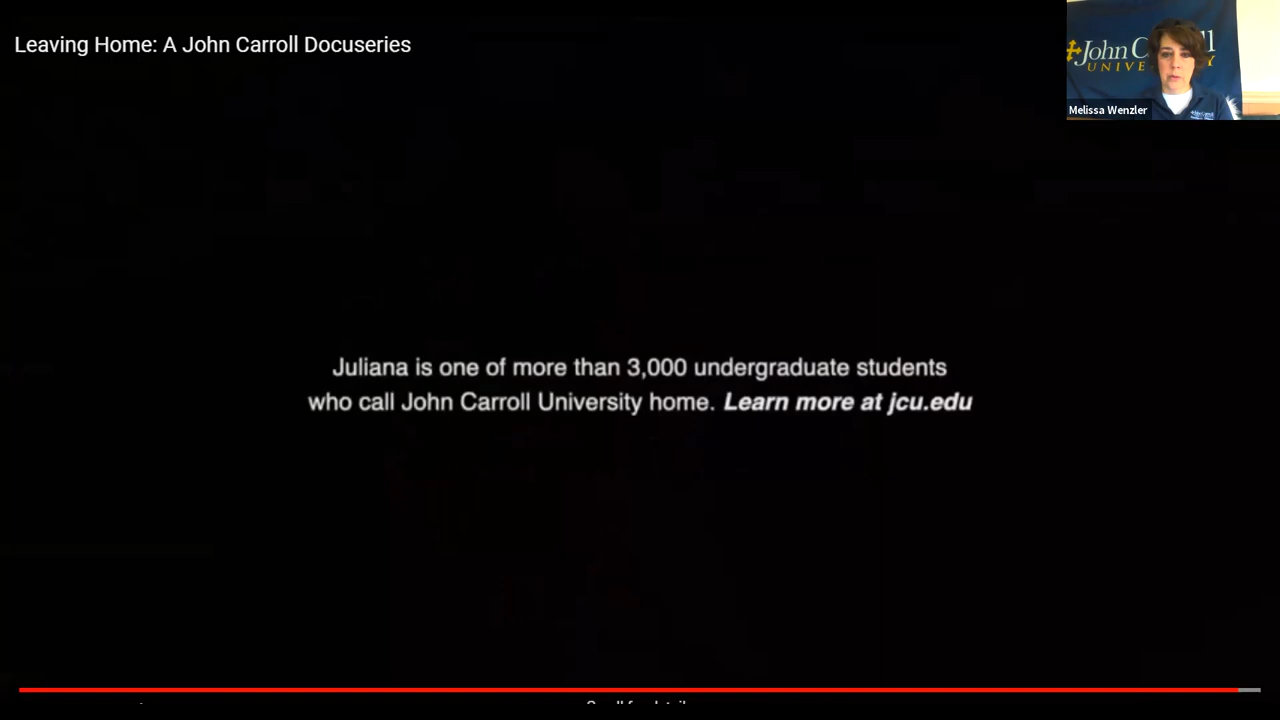 Leaving Home: A John Carroll Docuseries
Melissa Wenzler
Juliana is one of more than 3,000 undergraduate students
who call John Carroll University home. Learn more at jcu.edu